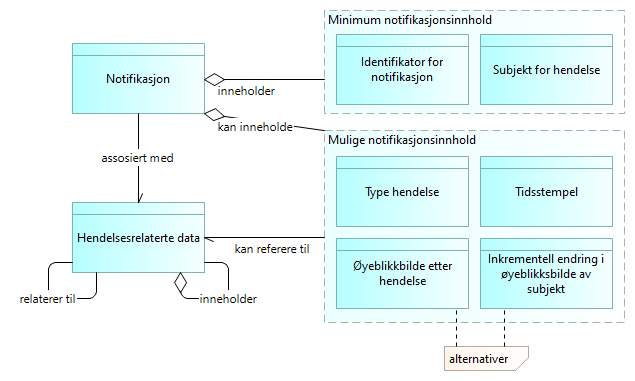 Minimum notifikasjonsinnhold
Notifikasjon
Identifikator for
notifikasjon
Subjekt for hendelse
inneholder
kan inneholde
Mulige notifikasjonsinnhold
assosiert med
Type hendelse
Tidsstempel
Hendelsesrelaterte data
kan referere til
Øyeblikkbilde etter
hendelse
Inkrementell endring i
øyeblikksbilde av
subjekt
relaterer til
inneholder
alternativer